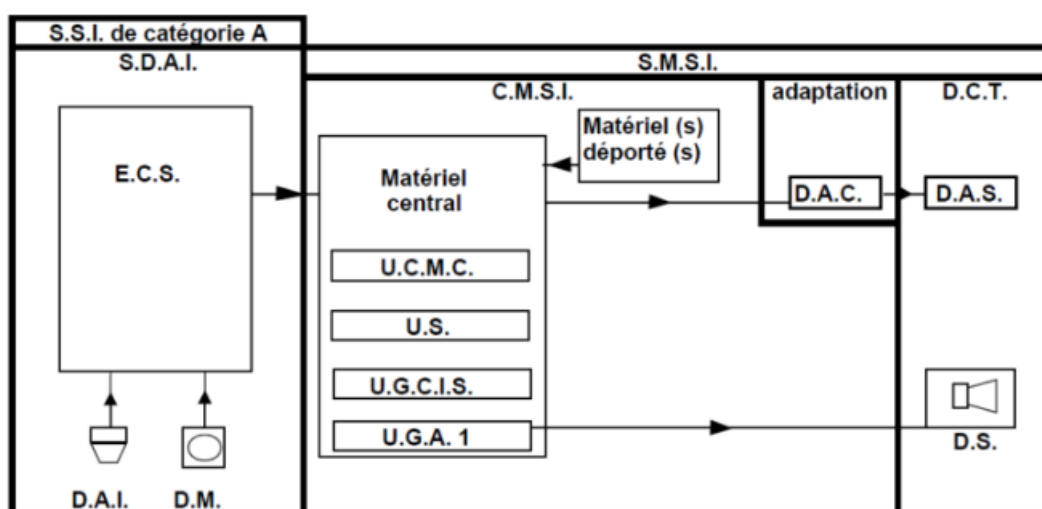 S.S.I. de catégorie A
S.D.A.I.
S.M.S.I.
C.M.S.I.
adaptation
D.C.T.
E.C.S.
Matériel
central
Matériel (s)
déporté (s)
D.A.C.
D.A.S.
U.C.M.C.
U.S.
U.G.C.I.S.
U.G.A. 1
D.S.
D.A.I.
D.M.